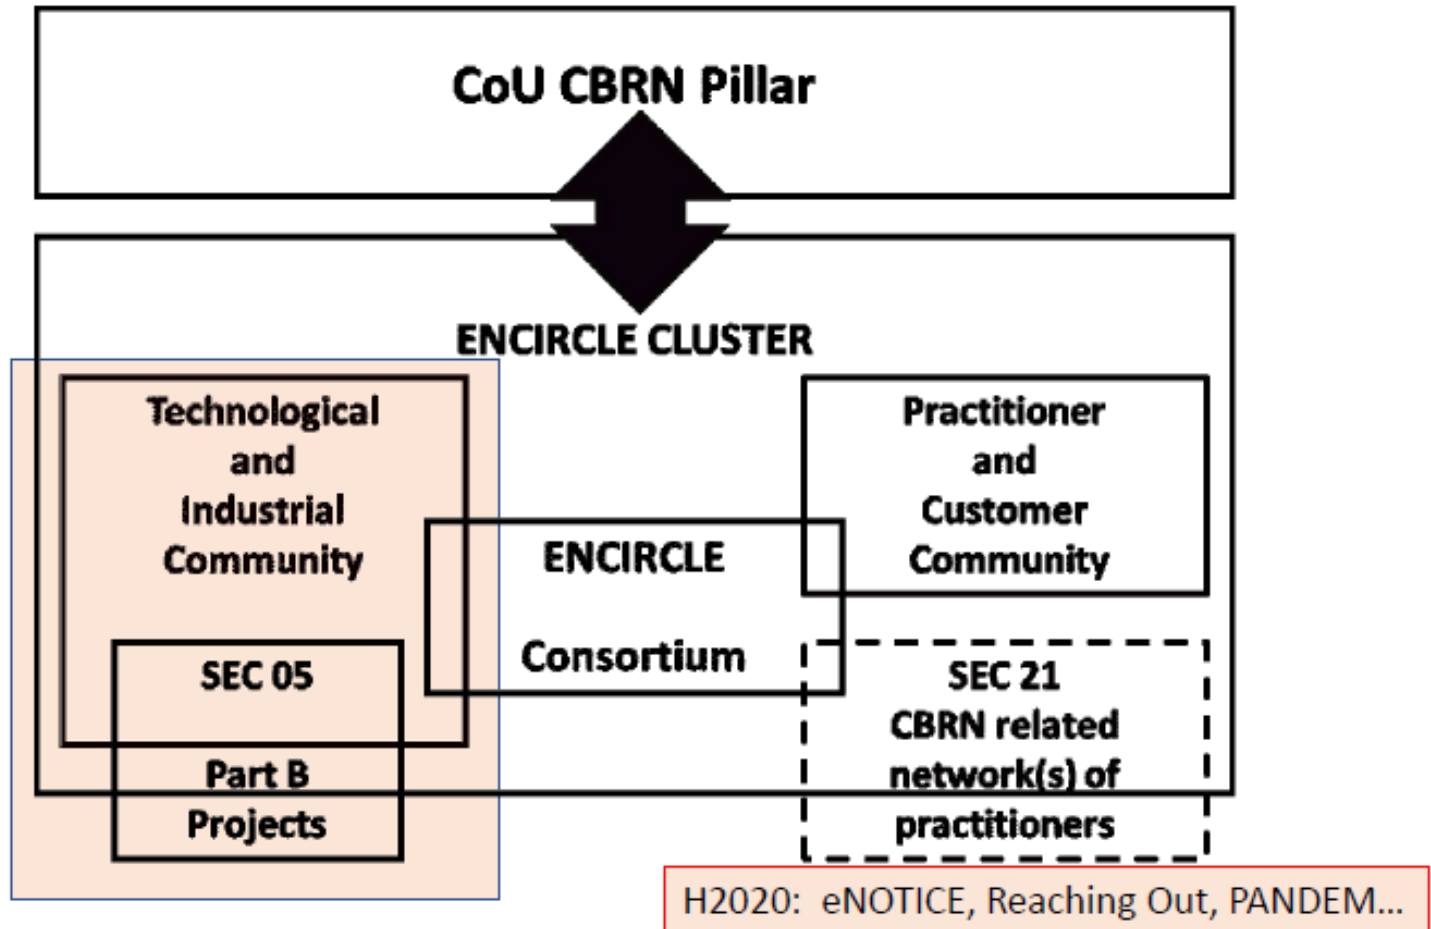 CoU CBRN Pillar
ENCIRCLE CLUSTER
Technological
and
Industrial
Community
Practitioner
and
Customer
Community
ENCIRCLE
Consortium
SEC 05
Part B
Projects
SEC 21
CBRN related
network(s) of
practitioners
H2020: eNOTICE, Reaching Out, PANDEM...